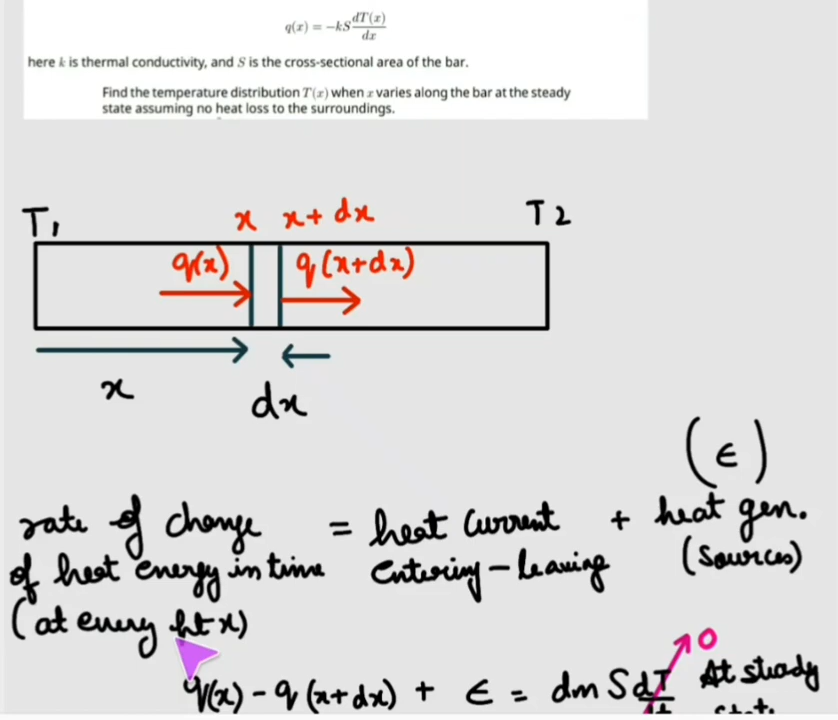 q(x) = −kS dT(x)/dx
here k is thermal conductivity, and S is the cross-sectional area of the bar.
Find the temperature distribution T(x) when x varies along the bar at the steady
state assuming no heat loss to the surroundings.
T1 x x+dx T2
q(x) q(x+dx)
x dx
(ϵ)
rate of change = heat current + heat gen.
of heat energy in time entering – leaving (sources)
(at every pt x)
q(x) – q(x+dx) + ϵ = dm S dT/dt 0 At steady